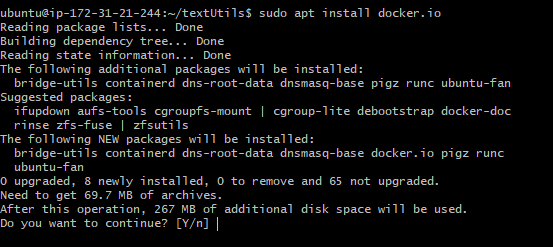 ubuntu@ip-172-31-21-244:~/textUtils$ sudo apt install docker.io
Reading package lists... Done
Building dependency tree... Done
Reading state information... Done
The following additional packages will be installed:
  bridge-utils containerd dns-root-data dnsmasq-base pigz runc ubuntu-fan
Suggested packages:
  ifupdown aufs-tools cgroupfs-mount | cgroup-lite debootstrap docker-doc
  rinse zfs-fuse | zfsutils
The following NEW packages will be installed:
  bridge-utils containerd dns-root-data dnsmasq-base docker.io pigz runc
  ubuntu-fan
0 upgraded, 8 newly installed, 0 to remove and 65 not upgraded.
Need to get 69.7 MB of archives.
After this operation, 267 MB of additional disk space will be used.
Do you want to continue? [Y/n]